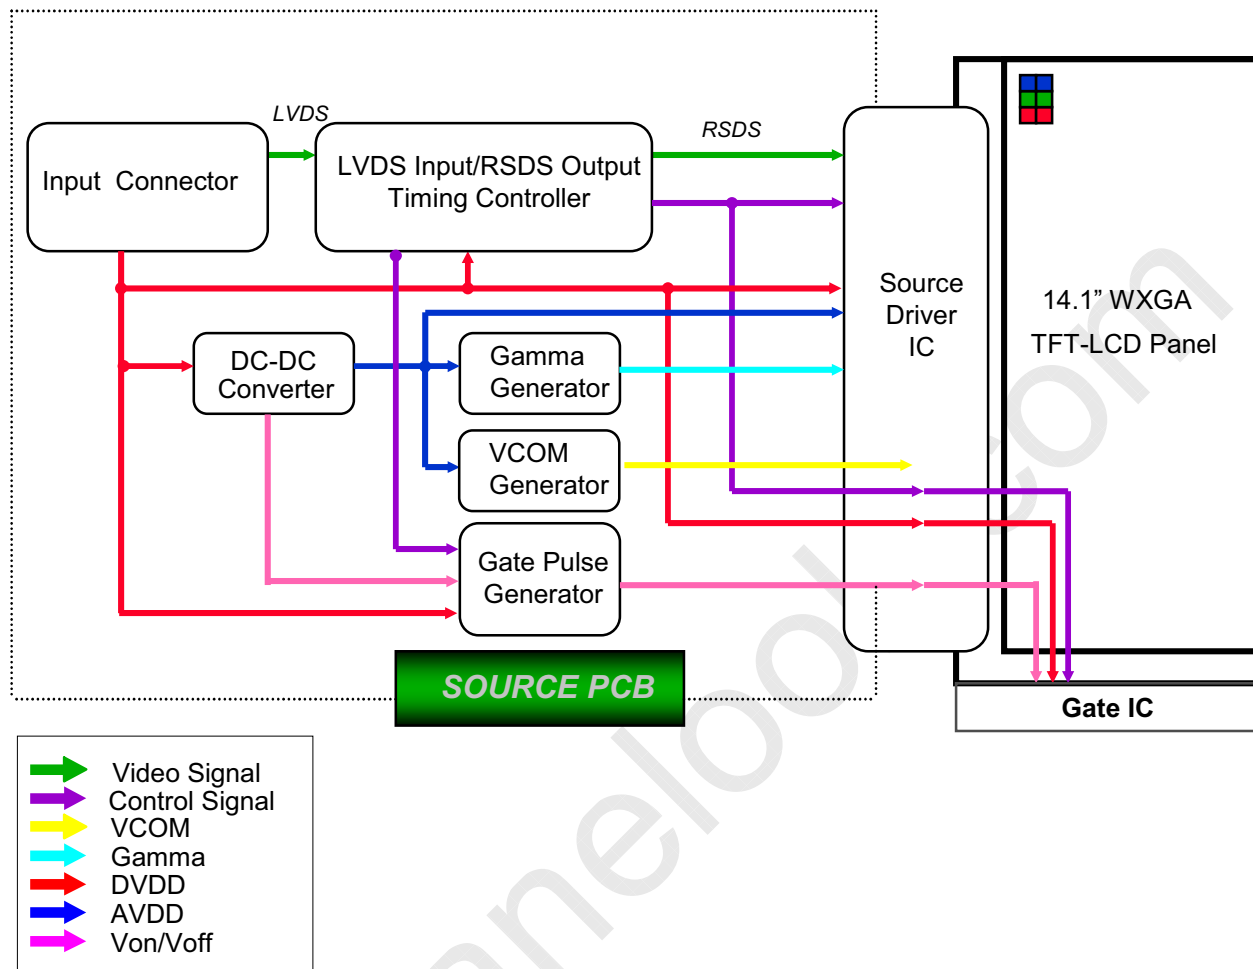 LVDS
RSDS
Input Connector
LVDS Input/RSDS Output
Timing Controller
Source
Driver
IC
14.1” WXGA
TFT-LCD Panel
DC-DC
Converter
Gamma
Generator
VCOM
Generator
Gate Pulse
Generator
SOURCE PCB
Gate IC
Video Signal
Control Signal
VCOM
Gamma
DVDD
AVDD
Von/Voff